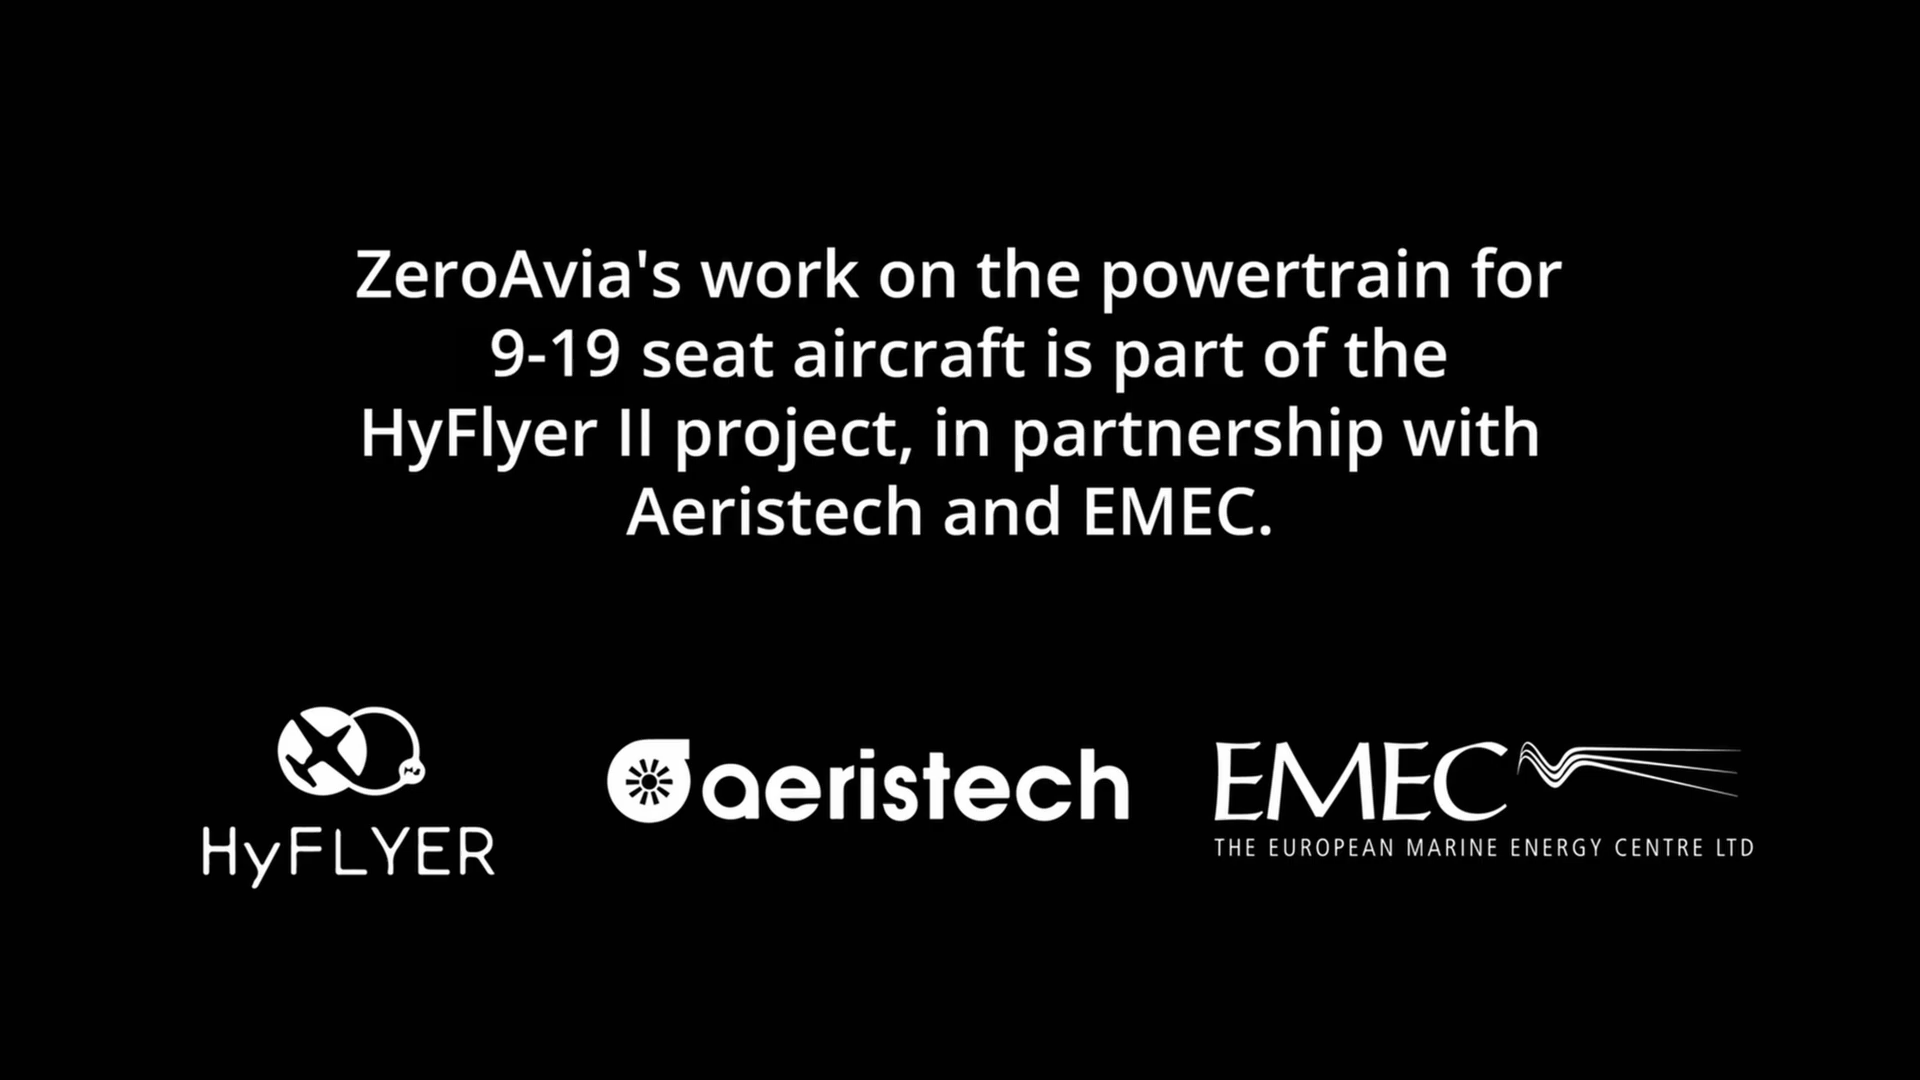 ZeroAvia's work on the powertrain for
9-19 seat aircraft is part of the
HyFlyer II project, in partnership with
Aeristech and EMEC.
HyFLYER
aeristech
EMEC
THE EUROPEAN MARINE ENERGY CENTRE LTD